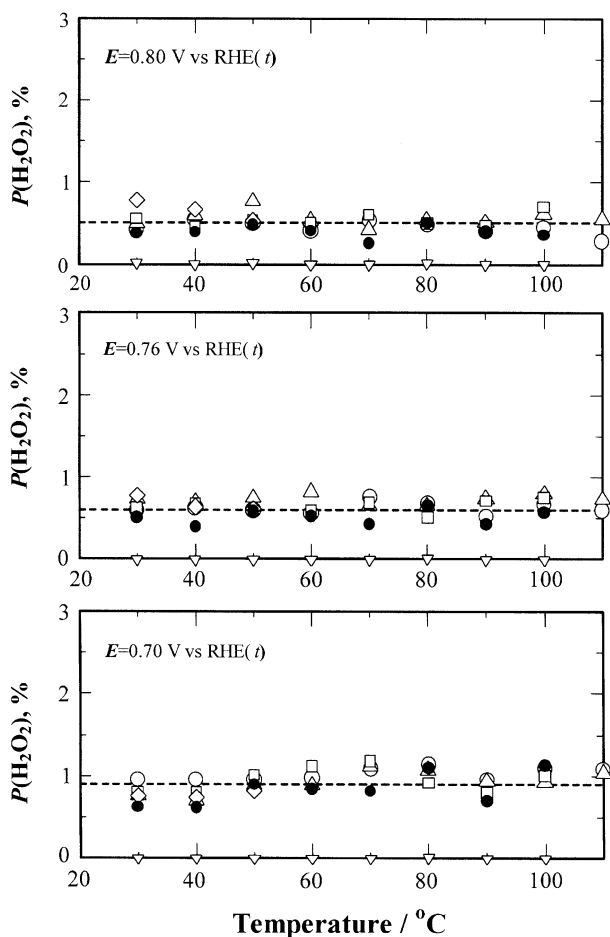 3
E=0.80 V vs RHE(t)
2
P(H₂O₂), %
1
0
20 40 60 80 100
3
E=0.76 V vs RHE(t)
2
P(H₂O₂), %
1
0
20 40 60 80 100
3
E=0.70 V vs RHE(t)
2
P(H₂O₂), %
1
0
20 40 60 80 100
Temperature / °C